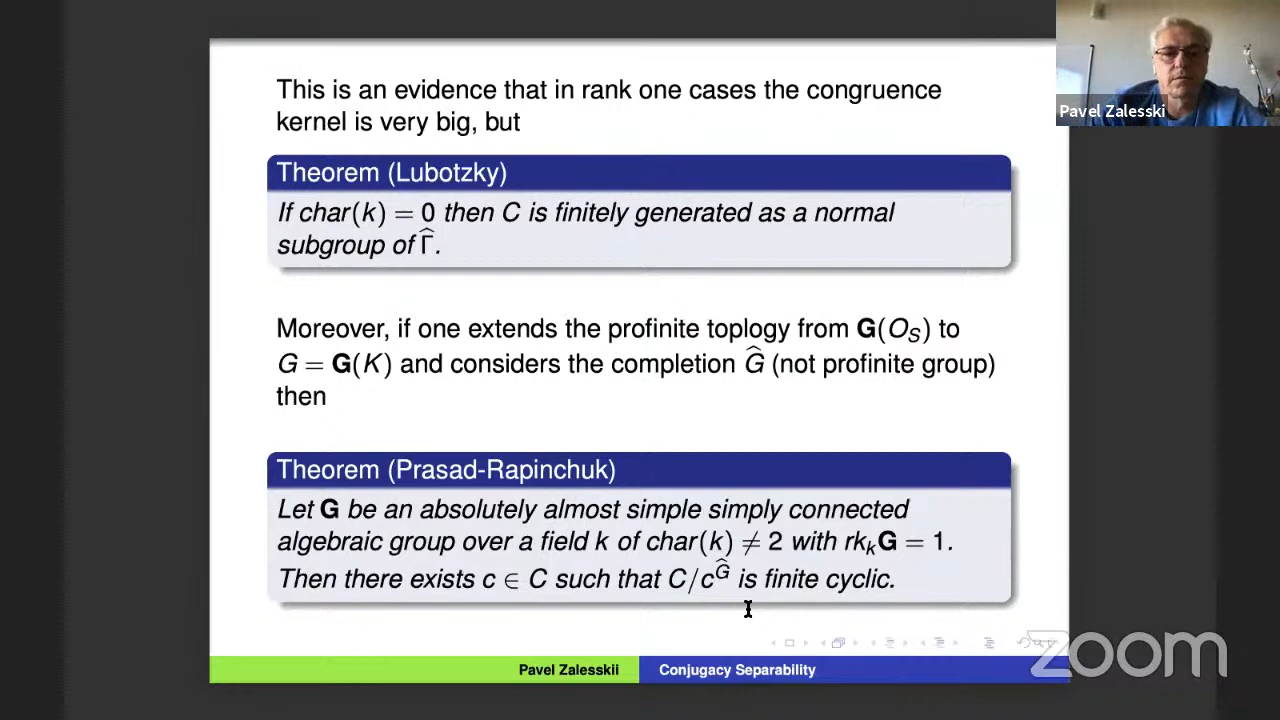 This is an evidence that in rank one cases the congruence
kernel is very big, but
Theorem (Lubotzky)
If char(k) = 0 then C is finitely generated as a normal
subgroup of Γ̂.
Moreover, if one extends the profinite toplogy from G(O_S) to
G = G(K) and considers the completion Ĝ (not profinite group)
then
Theorem (Prasad-Rapinchuk)
Let G be an absolutely almost simple simply connected
algebraic group over a field k of char(k) ≠ 2 with rk_k G = 1.
Then there exists c ∈ C such that C/c^Ĝ is finite cyclic.
Pavel Zalesskii
Conjugacy Separability
Pavel Zalesski
zoom